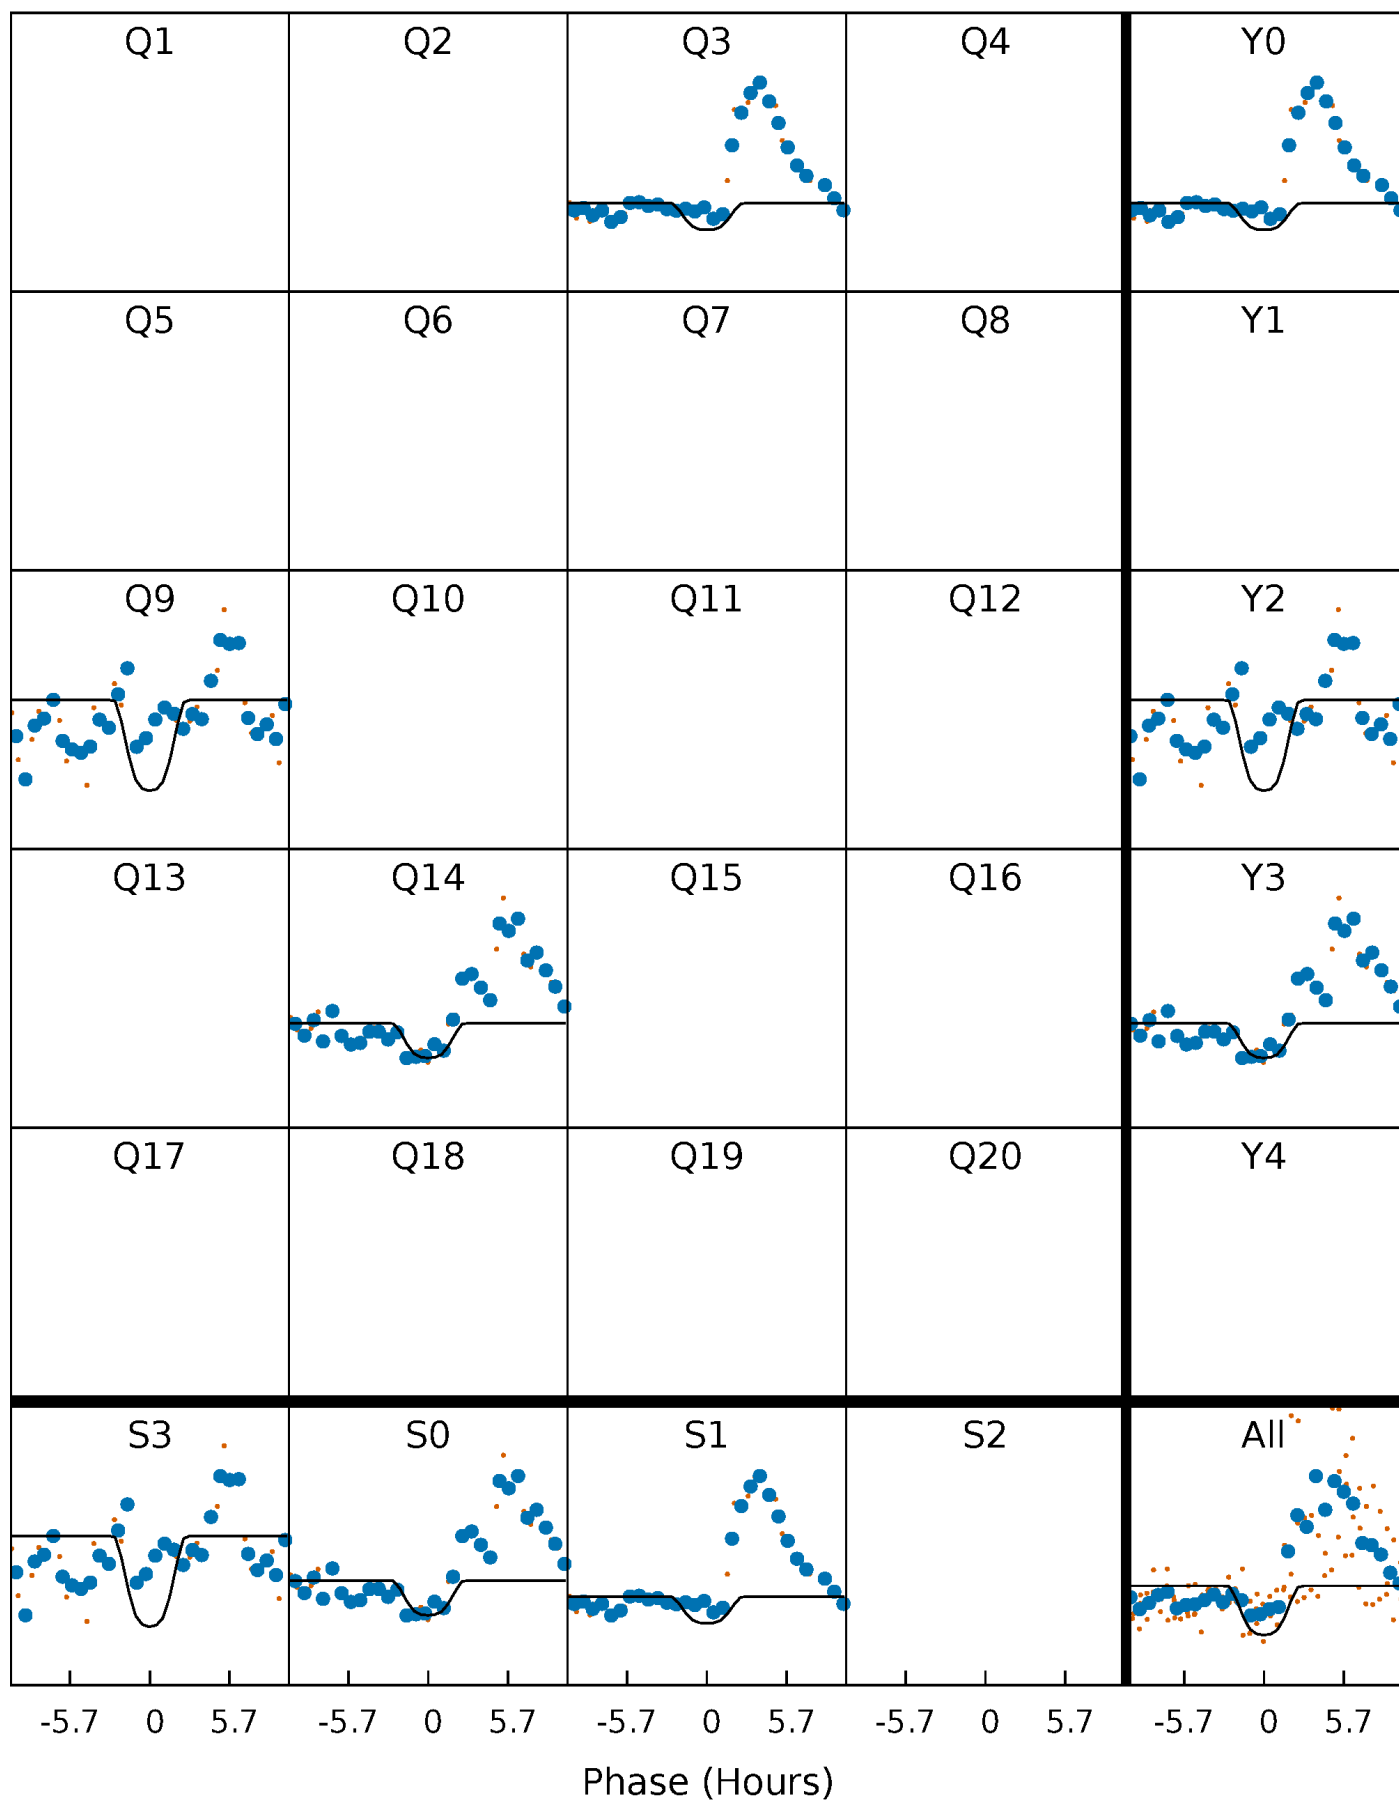 Q1 Q2 Q3 Q4 Y0
Q5 Q6 Q7 Q8 Y1
Q9 Q10 Q11 Q12 Y2
Q13 Q14 Q15 Q16 Y3
Q17 Q18 Q19 Q20 Y4
S3 S0 S1 S2 All
-5.7 0 5.7 -5.7 0 5.7 -5.7 0 5.7 -5.7 0 5.7 -5.7 0 5.7
Phase (Hours)